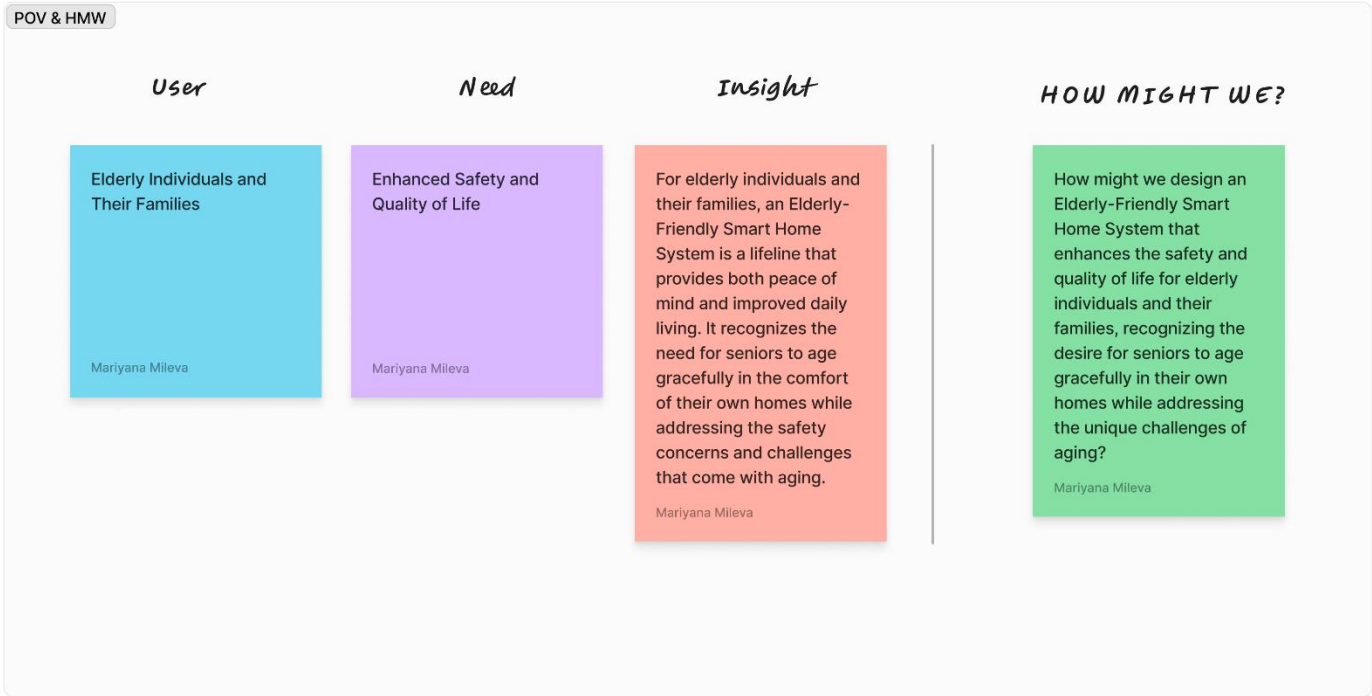 POV & HMW
User
Need
Insight
HOW MIGHT WE?
Elderly Individuals and
Their Families
Mariyana Mileva
Enhanced Safety and
Quality of Life
Mariyana Mileva
For elderly individuals and
their families, an Elderly-
Friendly Smart Home
System is a lifeline that
provides both peace of
mind and improved daily
living. It recognizes the
need for seniors to age
gracefully in the comfort
of their own homes while
addressing the safety
concerns and challenges
that come with aging.
Mariyana Mileva
How might we design an
Elderly-Friendly Smart
Home System that
enhances the safety and
quality of life for elderly
individuals and their
families, recognizing the
desire for seniors to age
gracefully in their own
homes while addressing
the unique challenges of
aging?
Mariyana Mileva